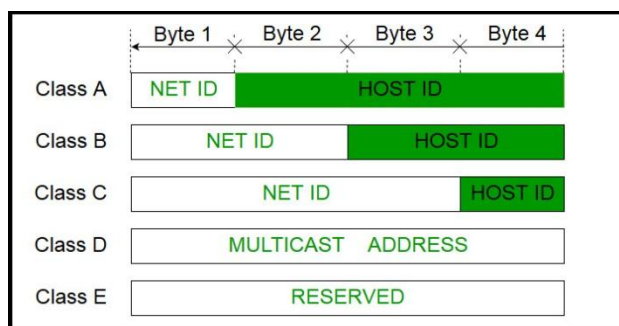 Byte 1 Byte 2 Byte 3 Byte 4
Class A NET ID HOST ID
Class B NET ID HOST ID
Class C NET ID HOST ID
Class D MULTICAST ADDRESS
Class E RESERVED